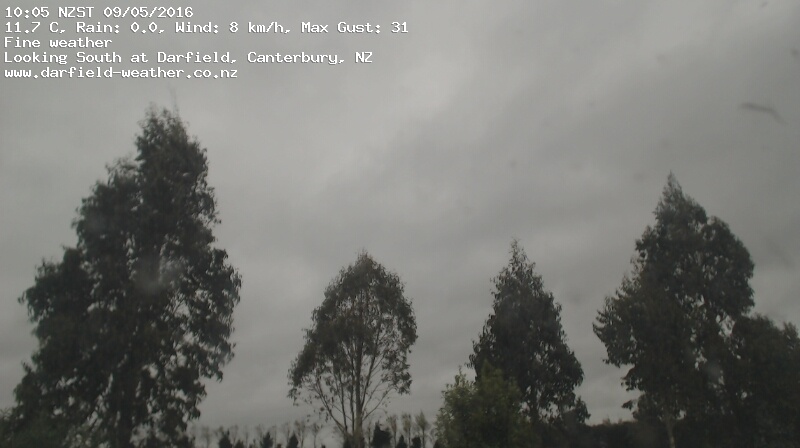 10:05 NZST 09/05/2016
11.7 C, Rain: 0.0, Wind: 8 km/h, Max Gust: 31
Fine weather
Looking South at Darfield, Canterbury, NZ
www.darfield-weather.co.nz